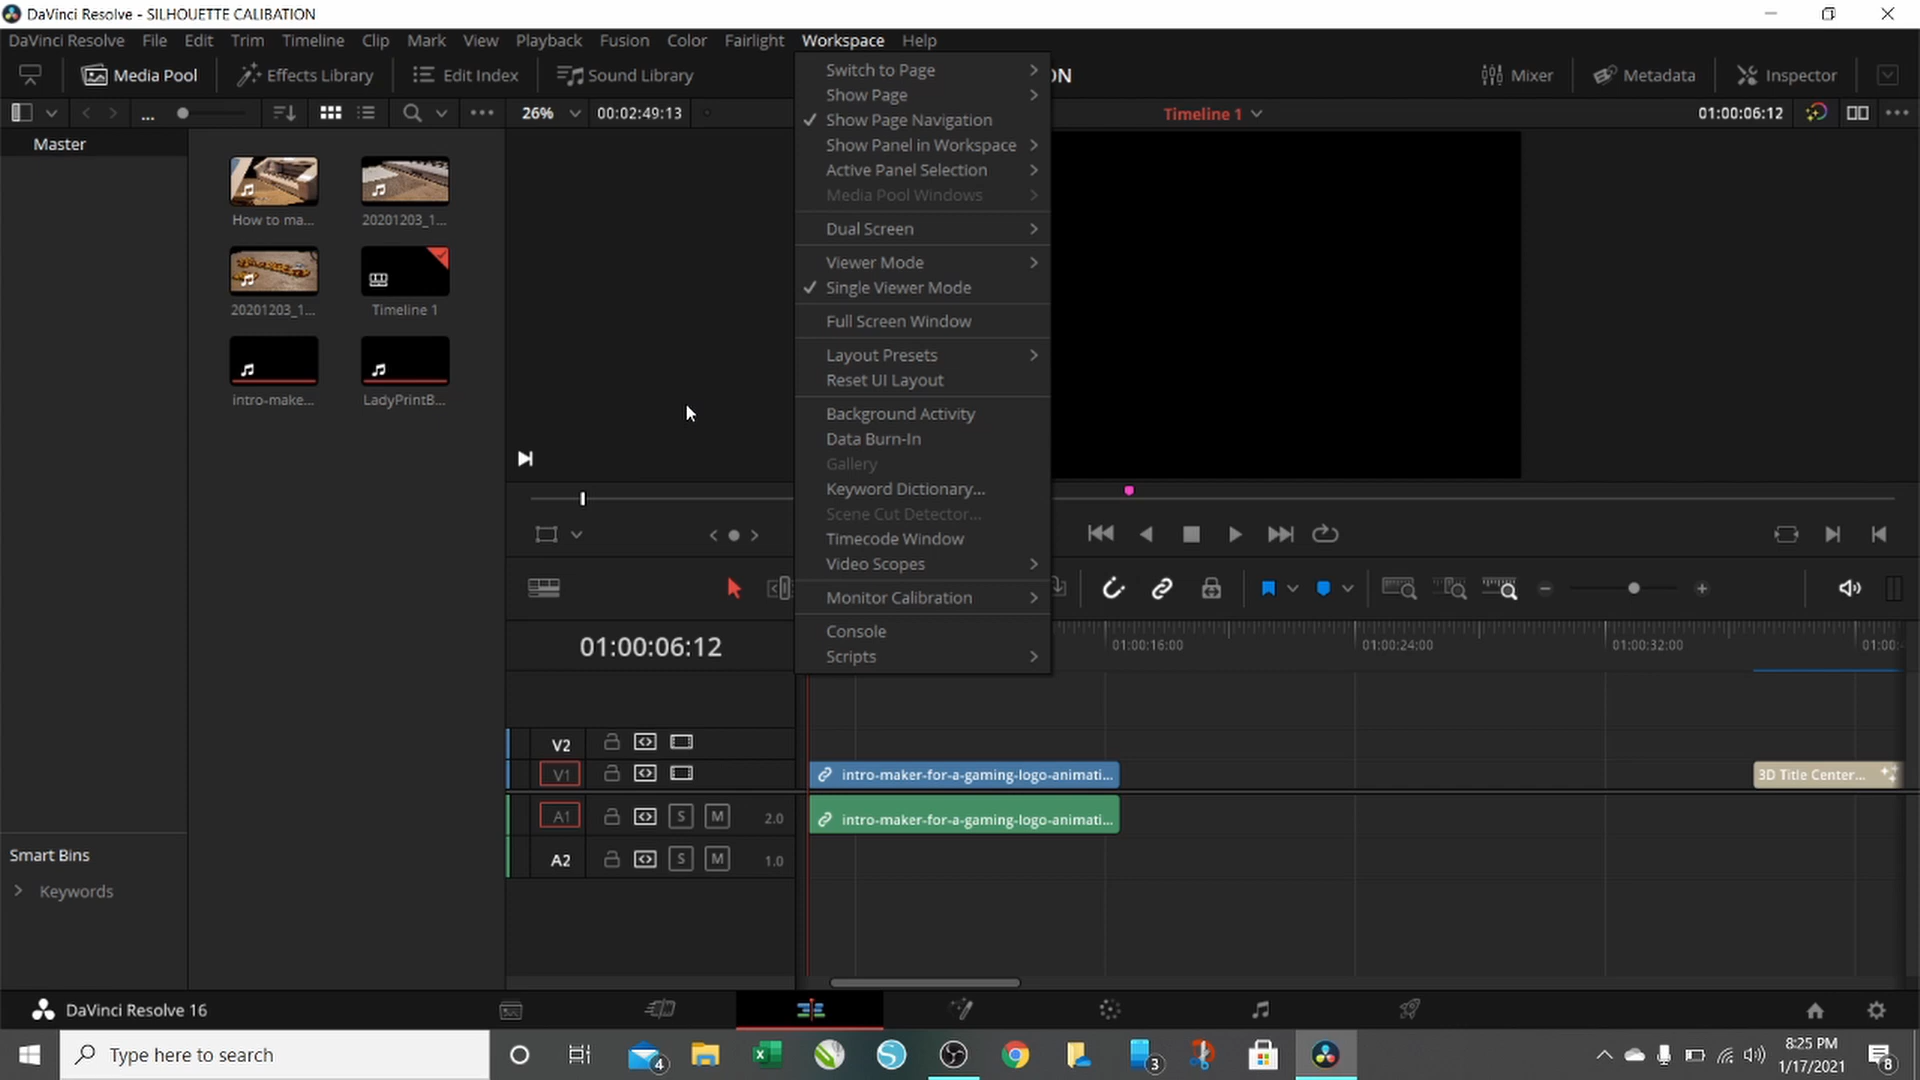 DaVinci Resolve - SILHOUETTE CALIBATION
DaVinci Resolve File Edit Trim Timeline Clip Mark View Playback Fusion Color Fairlight Workspace Help
Media Pool Effects Library Edit Index Sound Library ON Mixer Metadata Inspector
... 26% 00:02:49:13 Timeline 1 01:00:06:12
Master
How to ma... 20201203_1...
20201203_1... Timeline 1
intro-make... LadyPrintB...
Switch to Page
Show Page
Show Page Navigation
Show Panel in Workspace
Active Panel Selection
Media Pool Windows
Dual Screen
Viewer Mode
Single Viewer Mode
Full Screen Window
Layout Presets
Reset UI Layout
Background Activity
Data Burn-In
Gallery
Keyword Dictionary...
Scene Cut Detector...
Timecode Window
Video Scopes
Monitor Calibration
Console
Scripts
01:00:06:12 01:00:16:00 01:00:24:00 01:00:32:00 01:00:4
V2
V1 intro-maker-for-a-gaming-logo-animati... 3D Title Center...
A1 S M 2.0 intro-maker-for-a-gaming-logo-animati...
A2 S M 1.0
Smart Bins
Keywords
DaVinci Resolve 16
Type here to search
4
3
8:25 PM
1/17/2021
8